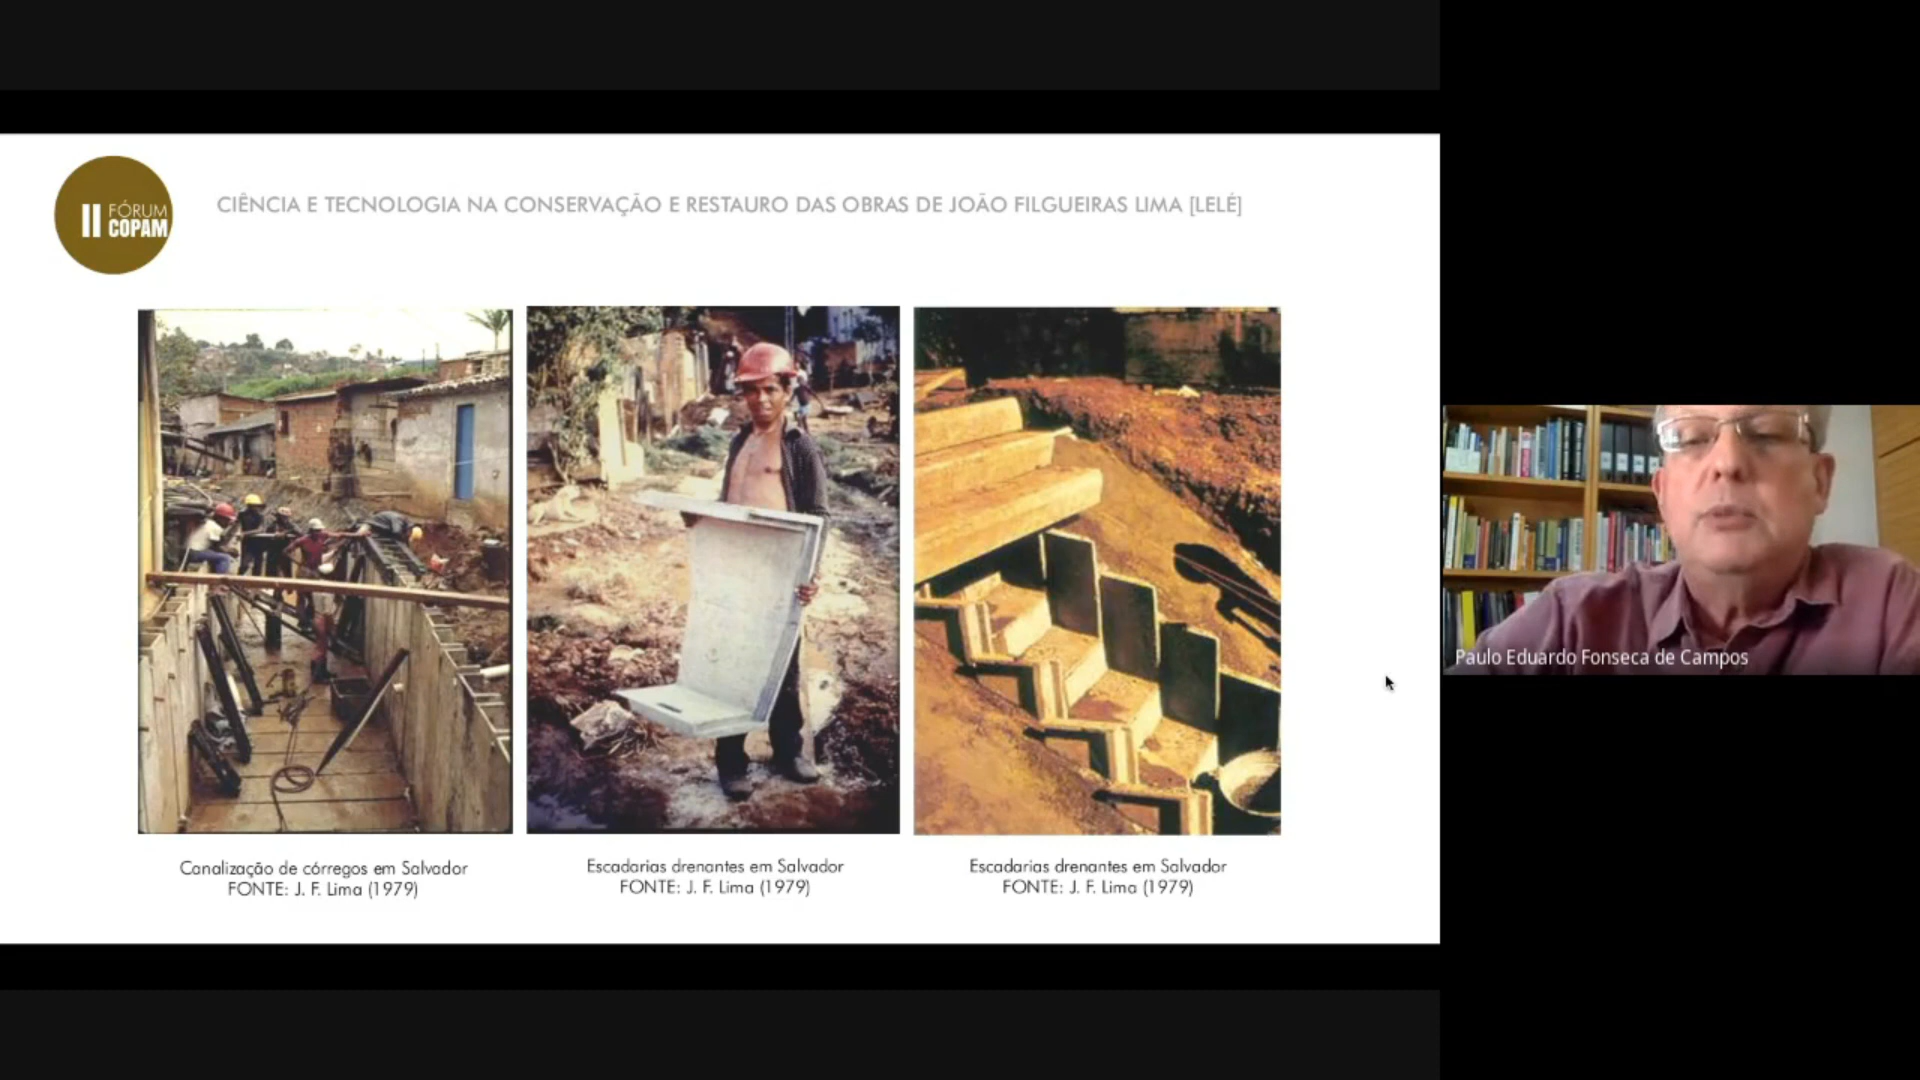 II FÓRUM
COPAM
CIÊNCIA E TECNOLOGIA NA CONSERVAÇÃO E RESTAURO DAS OBRAS DE JOÃO FILGUEIRAS LIMA [LELÉ]
Canalização de córregos em Salvador
FONTE: J. F. Lima (1979)
Escadarias drenantes em Salvador
FONTE: J. F. Lima (1979)
Escadarias drenantes em Salvador
FONTE: J. F. Lima (1979)
Paulo Eduardo Fonseca de Campos